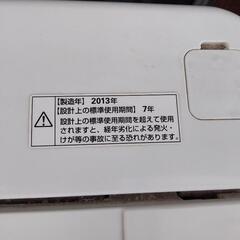 【製造年】2013年
【設計上の標準使用期間】7年
設計上の標準使用期間を超えて使用
されますと、経年劣化による発火・
けが等の事故に至る恐れがあります。